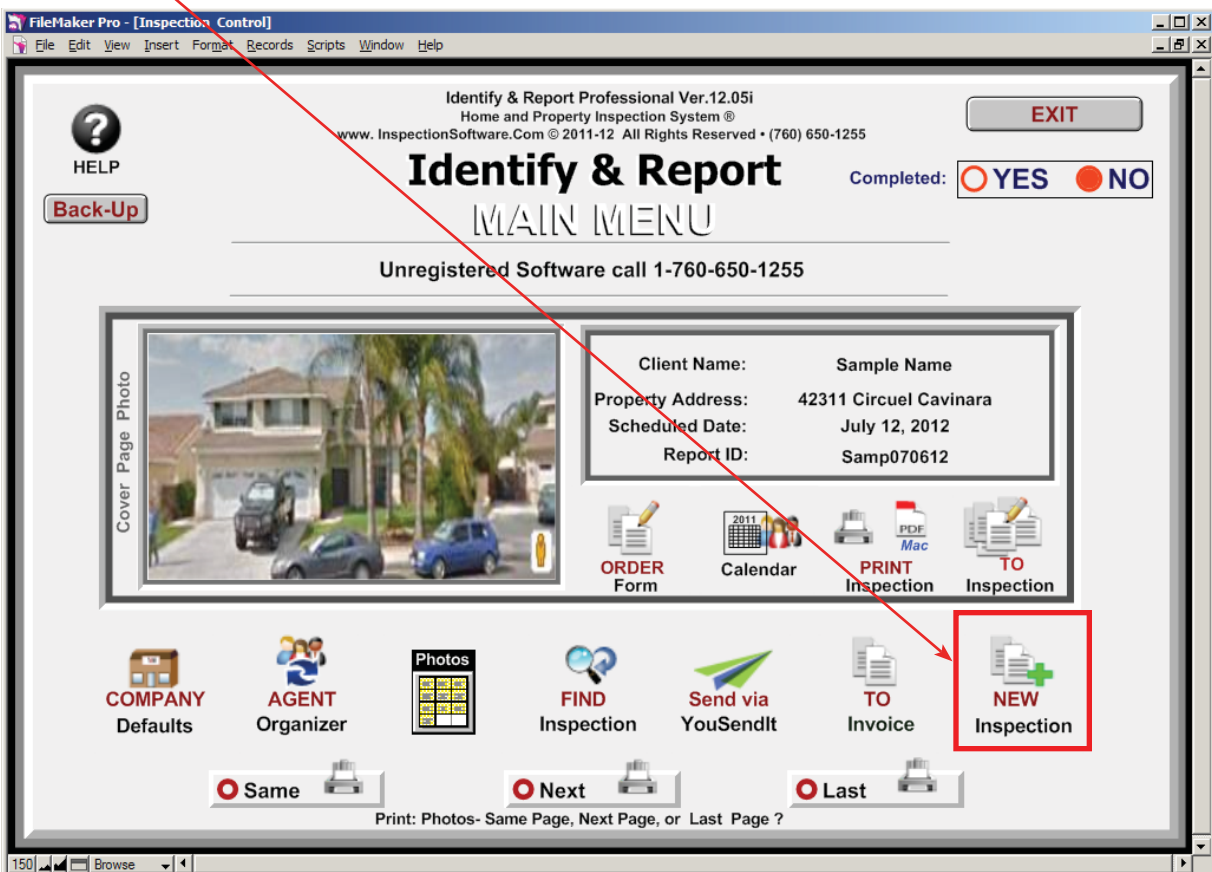 FileMaker Pro - [Inspection Control]
File Edit View Insert Format Records Scripts Window Help
Identify & Report Professional Ver.12.05i
Home and Property Inspection System ®
www. InspectionSoftware.Com © 2011-12 All Rights Reserved • (760) 650-1255
EXIT
HELP
Identify & Report
Completed: YES NO
Back-Up
MAIN MENU
Unregistered Software call 1-760-650-1255
Cover Page Photo
Client Name: Sample Name
Property Address: 42311 Circuel Cavinara
Scheduled Date: July 12, 2012
Report ID: Samp070612
2011
PDF
Mac
ORDER
Form
Calendar
PRINT
Inspection
TO
Inspection
COMPANY
Defaults
AGENT
Organizer
Photos
FIND
Inspection
Send via
YouSendIt
TO
Invoice
NEW
Inspection
Same
Next
Last
Print: Photos- Same Page, Next Page, or Last Page ?
150
Browse